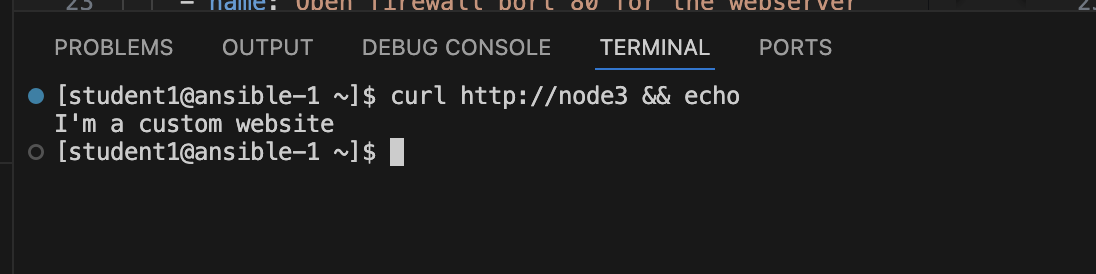 23 - name: Open firewall port 80 for the webserver
PROBLEMS OUTPUT DEBUG CONSOLE TERMINAL PORTS
[student1@ansible-1 ~]$ curl http://node3 && echo
I'm a custom website
[student1@ansible-1 ~]$